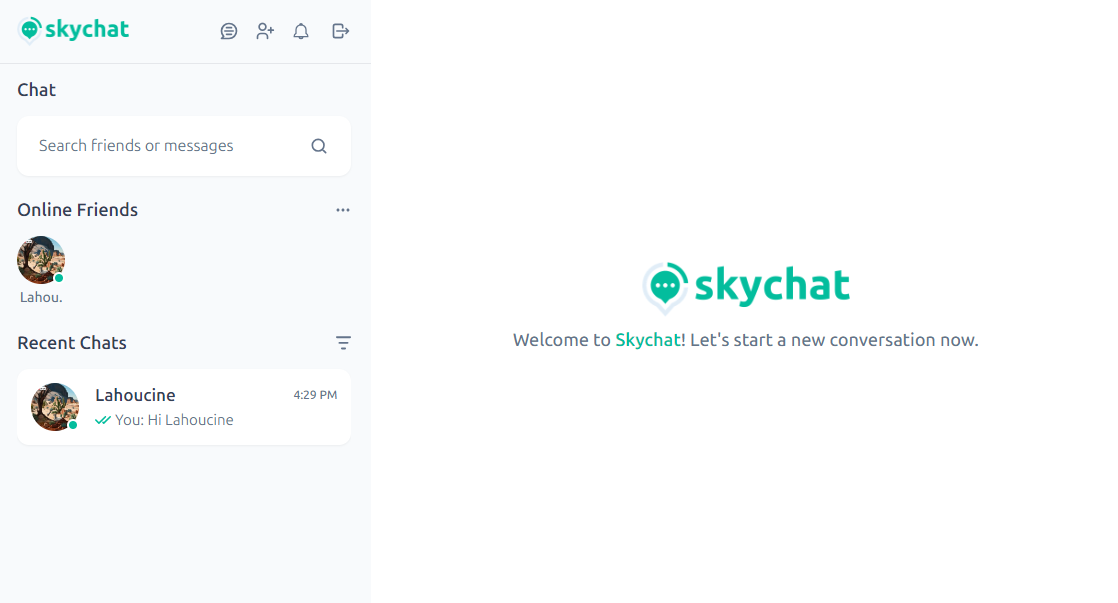 skychat
Chat
Search friends or messages
Online Friends
Lahou.
Recent Chats
Lahoucine
4:29 PM
You: Hi Lahoucine
skychat
Welcome to Skychat! Let's start a new conversation now.